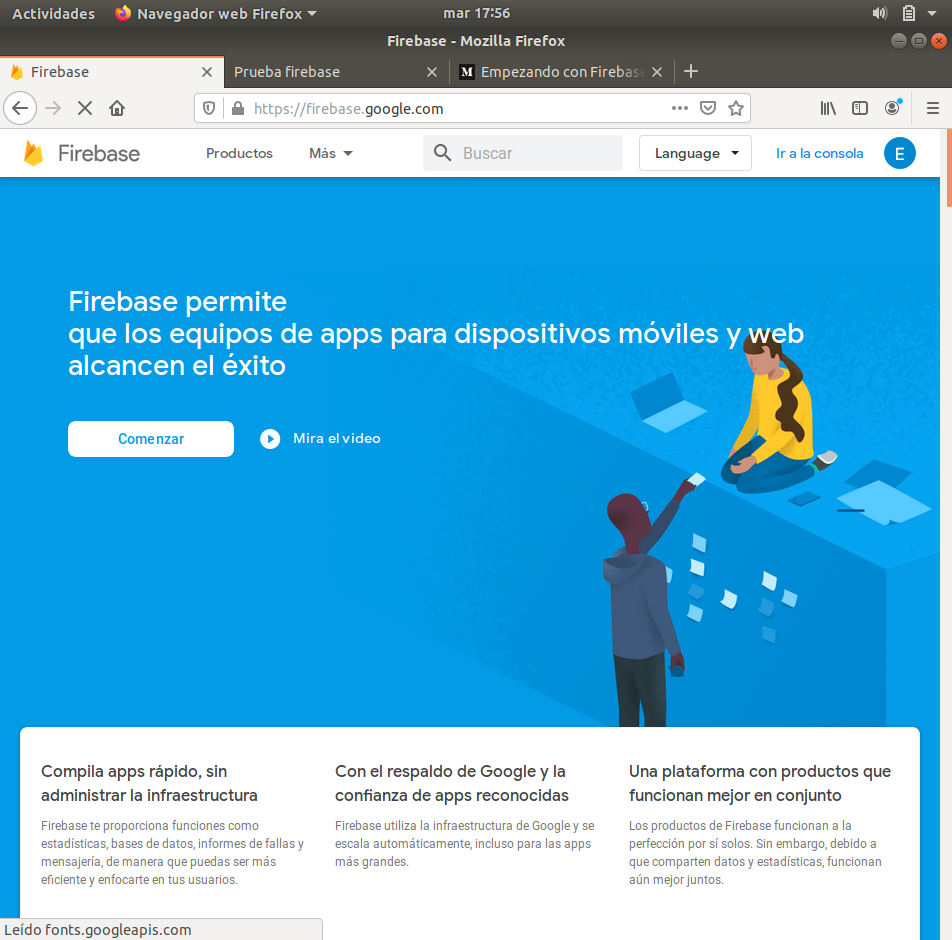 Actividades Navegador web Firefox mar 17:56
Firebase - Mozilla Firefox
Firebase Prueba firebase M Empezando con Firebase
https://firebase.google.com
Firebase Productos Más Buscar Language Ir a la consola E
Firebase permite
que los equipos de apps para dispositivos móviles y web
alcancen el éxito
Comenzar Mira el video
Compila apps rápido, sin
administrar la infraestructura
Firebase te proporciona funciones como
estadísticas, bases de datos, informes de fallas y
mensajería, de manera que puedas ser más
eficiente y enfocarte en tus usuarios.
Con el respaldo de Google y la
confianza de apps reconocidas
Firebase utiliza la infraestructura de Google y se
escala automáticamente, incluso para las apps
más grandes.
Una plataforma con productos que
funcionan mejor en conjunto
Los productos de Firebase funcionan a la
perfección por sí solos. Sin embargo, debido a
que comparten datos y estadísticas, funcionan
aún mejor juntos.
Leído fonts.googleapis.com